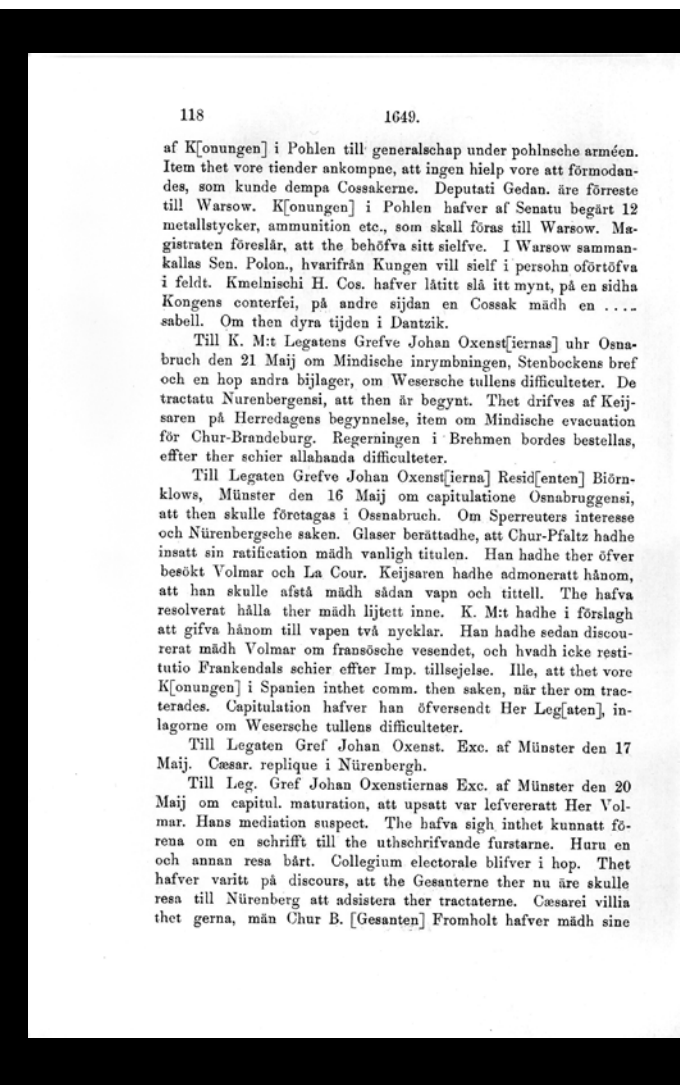 118 1649.
af K[onungen] i Pohlen till generalschap under pohlnsche arméen.
Item thet vore tiender ankompne, att ingen hielp vore att förmodan-
des, som kunde dempa Cossakerne. Deputati Gedan. äre förreste
till Warsow. K[onungen] i Pohlen hafver af Senatu begärt 12
metallstycker, ammunition etc., som skall föras till Warsow. Ma-
gistraten föreslår, att the behöfva sitt sielfve. I Warsow samman-
kallas Sen. Polon., hvarifrån Kungen vill sielf i persohn oförtöfva
i feldt. Kmelnischi H. Cos. hafver låtitt slå itt mynt, på en sidha
Kongens conterfei, på andre sijdan en Cossak mädh en .....
sabell. Om then dyra tijden i Dantzik.
Till K. M:t Legatens Grefve Johan Oxenst[iernas] uhr Osna-
bruch den 21 Maij om Mindische inrymbningen, Stenbockens bref
och en hop andra bijlager, om Wesersche tullens difficulteter. De
tractatu Nurenbergensi, att then är begynt. Thet drifves af Keij-
saren på Herredagens begynnelse, item om Mindische evacuation
för Chur-Brandeburg. Regerningen i Brehmen bordes bestellas,
effter ther schier allahanda difficulteter.
Till Legaten Grefve Johan Oxenst[ierna] Resid[enten] Biörn-
klows, Münster den 16 Maij om capitulatione Osnabruggensi,
att then skulle företagas i Ossnabruch. Om Sperreuters interesse
och Nürenbergsche saken. Glaser berättadhe, att Chur-Pfaltz hadhe
insatt sin ratification mädh vanligh titulen. Han hadhe ther öfver
besökt Volmar och La Cour. Keijsaren hadhe admoneratt hånom,
att han skulle afstå mädh sådan vapn och tittell. The hafva
resolverat hålla ther mädh lijtett inne. K. M:t hadhe i förslagh
att gifva hånom till vapen två nycklar. Han hadhe sedan discou-
rerat mädh Volmar om fransösche vesendet, och hvadh icke resti-
tutio Frankendals schier effter Imp. tillsejelse. Ille, att thet vore
K[onungen] i Spanien inthet comm. then saken, när ther om trac-
terades. Capitulation hafver han öfversendt Her Leg[aten], in-
lagorne om Wesersche tullens difficulteter.
Till Legaten Gref Johan Oxenst. Exc. af Münster den 17
Maij. Cæsar. replique i Nürenbergh.
Till Leg. Gref Johan Oxenstiernas Exc. af Münster den 20
Maij om capitul. maturation, att upsatt var lefvereratt Her Vol-
mar. Hans mediation suspect. The hafva sigh inthet kunnatt fö-
rena om en schrifft till the uthschrifvande furstarne. Huru en
och annan resa bårt. Collegium electorale blifver i hop. Thet
hafver varitt på discours, att the Gesanterne ther nu äre skulle
resa till Nürenberg att adsistera ther tractaterne. Cæsarei villia
thet gerna, män Chur B. [Gesanten] Fromholt hafver mädh sine